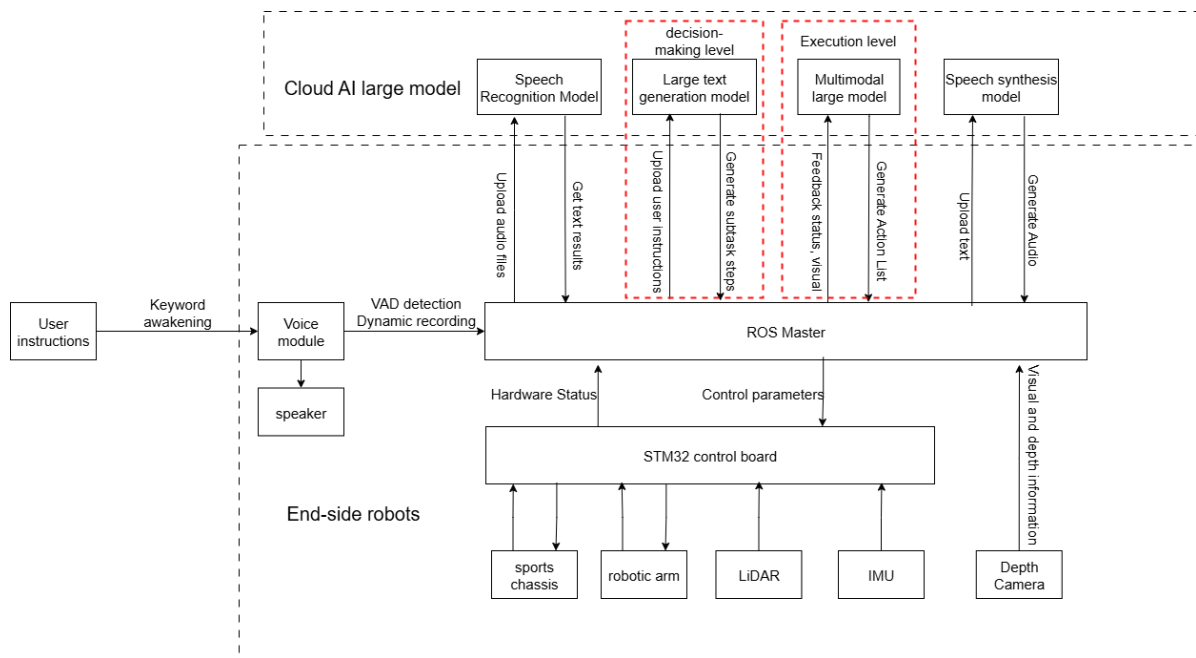 decision-
making level
Execution level
Cloud AI large model
Speech
Recognition Model
Large text
generation model
Multimodal
large model
Speech synthesis
model
Upload audio files
Get text results
Upload user instructions
Generate subtask steps
Feedback status, visual
Generate Action List
Upload text
Generate Audio
User
instructions
Keyword
awakening
Voice
module
VAD detection
Dynamic recording
ROS Master
speaker
Hardware Status
Control parameters
Visual and depth information
STM32 control board
End-side robots
sports
chassis
robotic arm
LiDAR
IMU
Depth
Camera